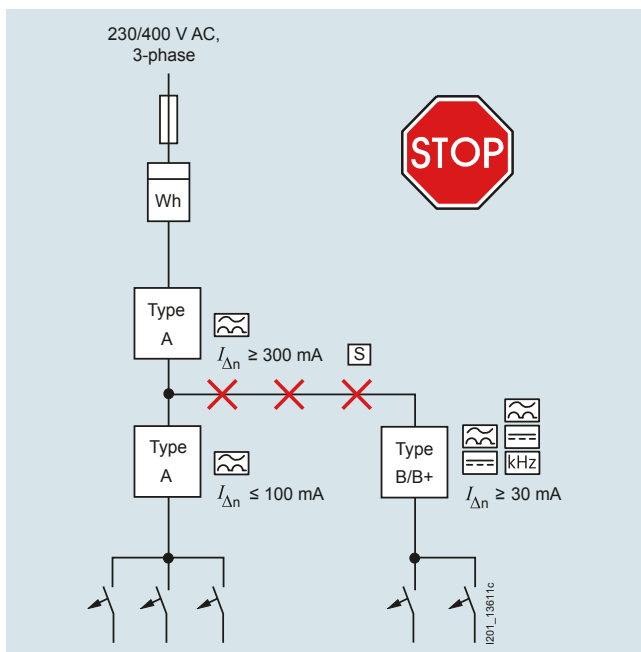 230/400 V AC,
3-phase
STOP
Wh
Type
A
IΔn ≥ 300 mA
S
Type
A
IΔn ≤ 100 mA
Type
B/B+
kHz
IΔn ≥ 30 mA
I201_13611c